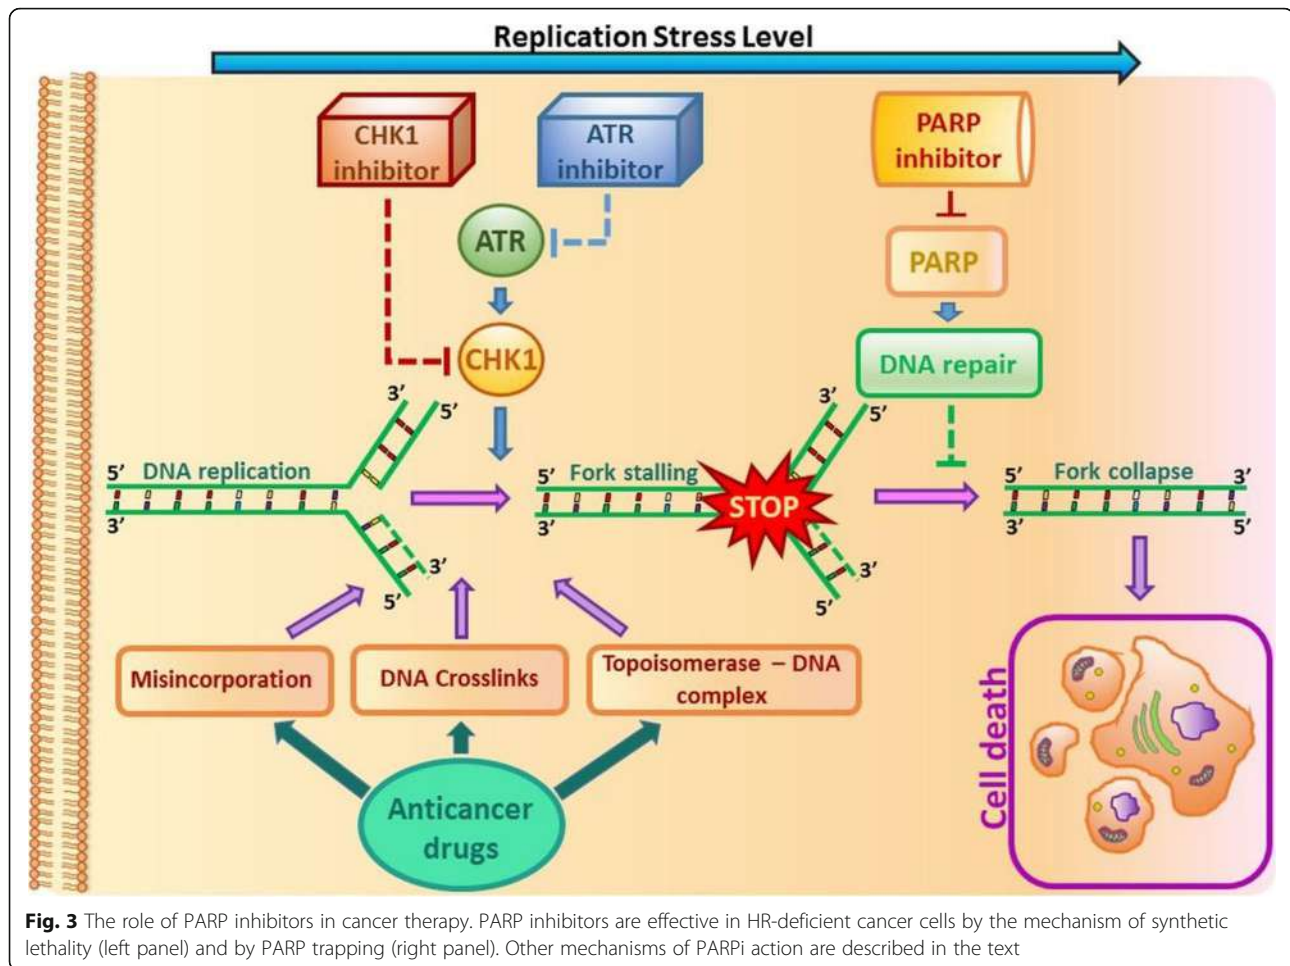 Replication Stress Level
CHK1
inhibitor
ATR
inhibitor
PARP
inhibitor
ATR
PARP
CHK1
DNA repair
3’
5’
3’
5’
5’
DNA replication
5’
Fork stalling
5’
Fork collapse
3’
STOP
3’
3’
3’
5’
3’
5’
3’
5’
Misincorporation
DNA Crosslinks
Topoisomerase – DNA
complex
Cell death
Anticancer
drugs
Fig. 3 The role of PARP inhibitors in cancer therapy. PARP inhibitors are effective in HR-deficient cancer cells by the mechanism of synthetic
lethality (left panel) and by PARP trapping (right panel). Other mechanisms of PARPi action are described in the text